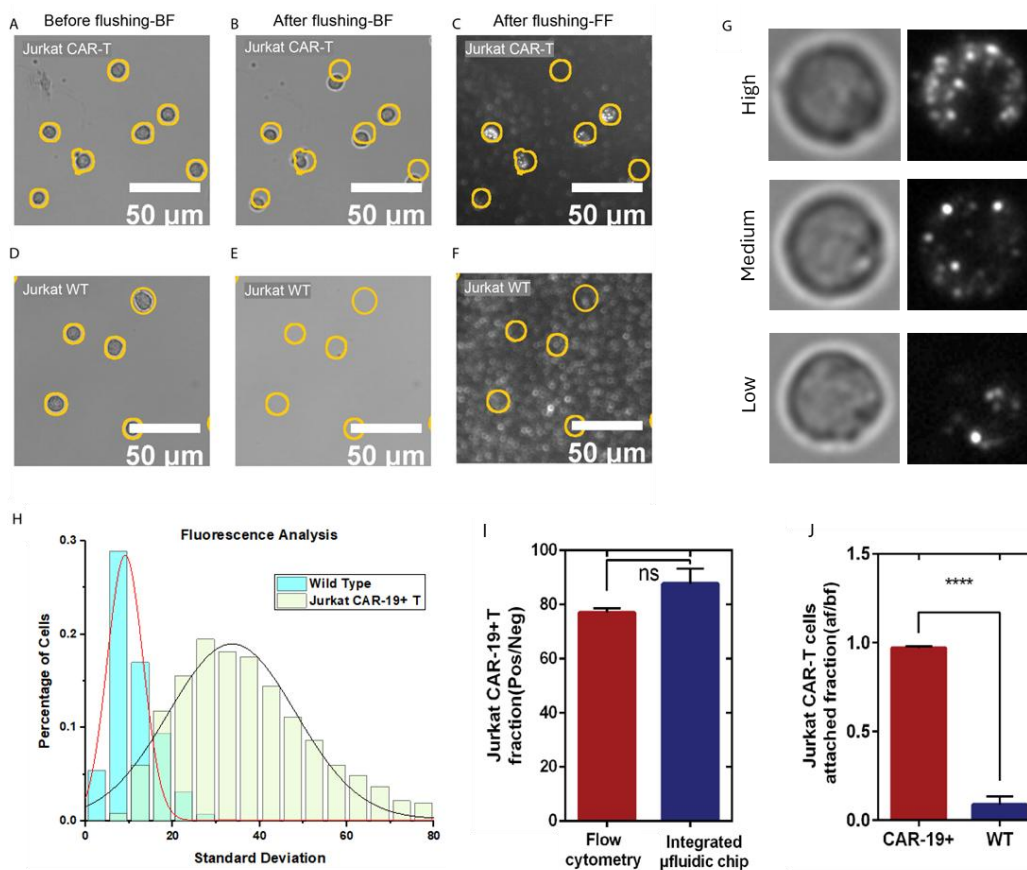 A
Before flushing-BF
B
After flushing-BF
C
After flushing-FF
Jurkat CAR-T
50 μm
Jurkat CAR-T
50 μm
Jurkat CAR-T
50 μm
D
Jurkat WT
50 μm
E
Jurkat WT
50 μm
F
Jurkat WT
50 μm
G
High
Medium
Low
H
Fluorescence Analysis
Wild Type
Jurkat CAR-19+ T
Percentage of Cells
0.3
0.2
0.1
0.0
0
20
40
60
80
Standard Deviation
I
Jurkat CAR-19+T
fraction(Pos/Neg)
100
80
60
40
20
0
ns
Flow
cytometry
Integrated
μfluidic chip
J
Jurkat CAR-T cells
attached fraction(af/bf)
1.5
1.0
0.5
0.0
****
CAR-19+
WT